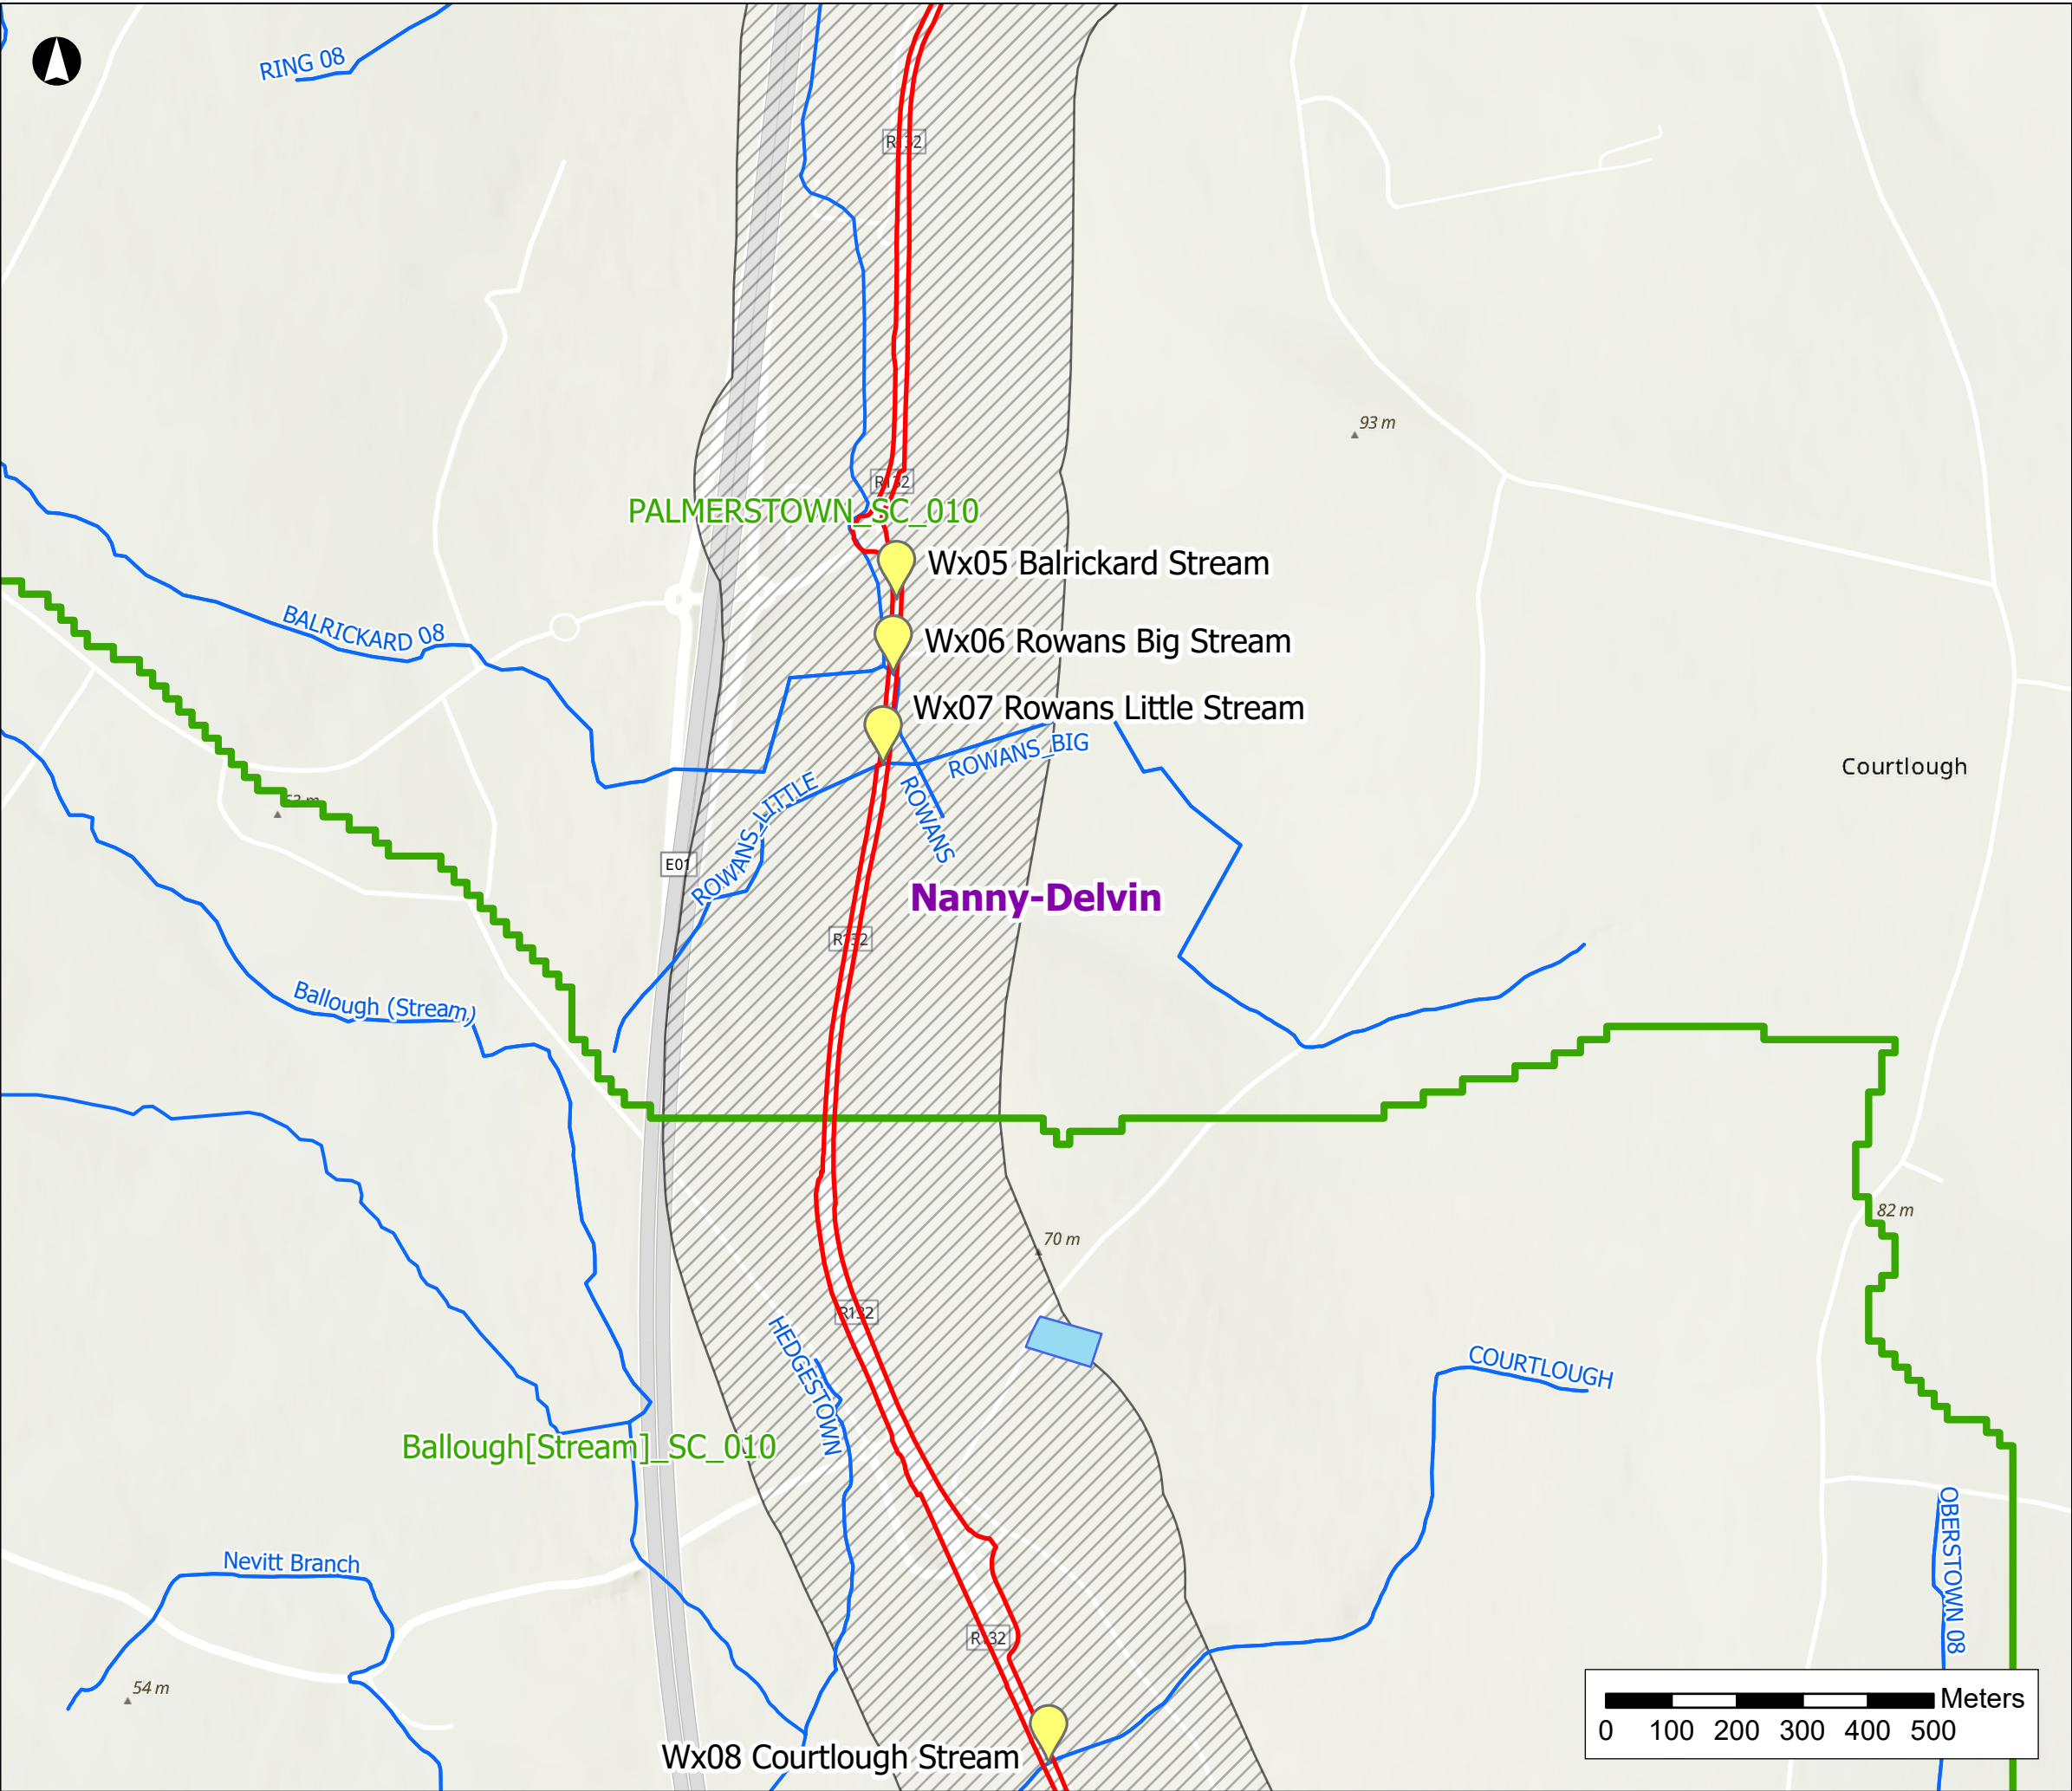 RING 08
R132
93 m
R132
PALMERSTOWN_SC_010
Wx05 Balrickard Stream
BALRICKARD 08
Wx06 Rowans Big Stream
Wx07 Rowans Little Stream
ROWANS_BIG
Courtlough
ROWANS_LITTLE
ROWANS
E01
Nanny-Delvin
R132
Ballough (Stream)
82 m
70 m
R132
HEDGESTOWN
COURTLOUGH
Ballough[Stream]_SC_010
OBERSTOWN 08
Nevitt Branch
R132
54 m
Wx08 Courtlough Stream
Meters
0 100 200 300 400 500